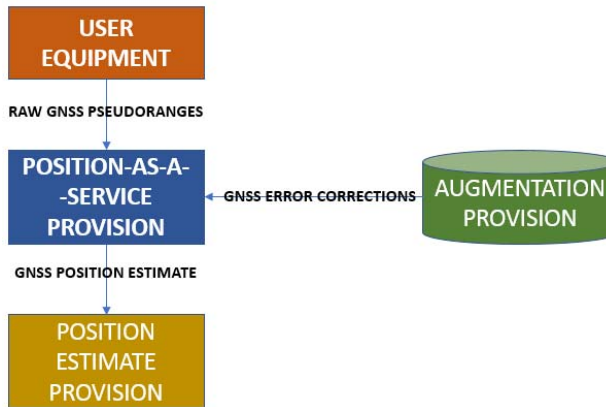 USER
EQUIPMENT
RAW GNSS PSEUDORANGES
POSITION-AS-A-
-SERVICE
PROVISION
GNSS ERROR CORRECTIONS
AUGMENTATION
PROVISION
GNSS POSITION ESTIMATE
POSITION
ESTIMATE
PROVISION